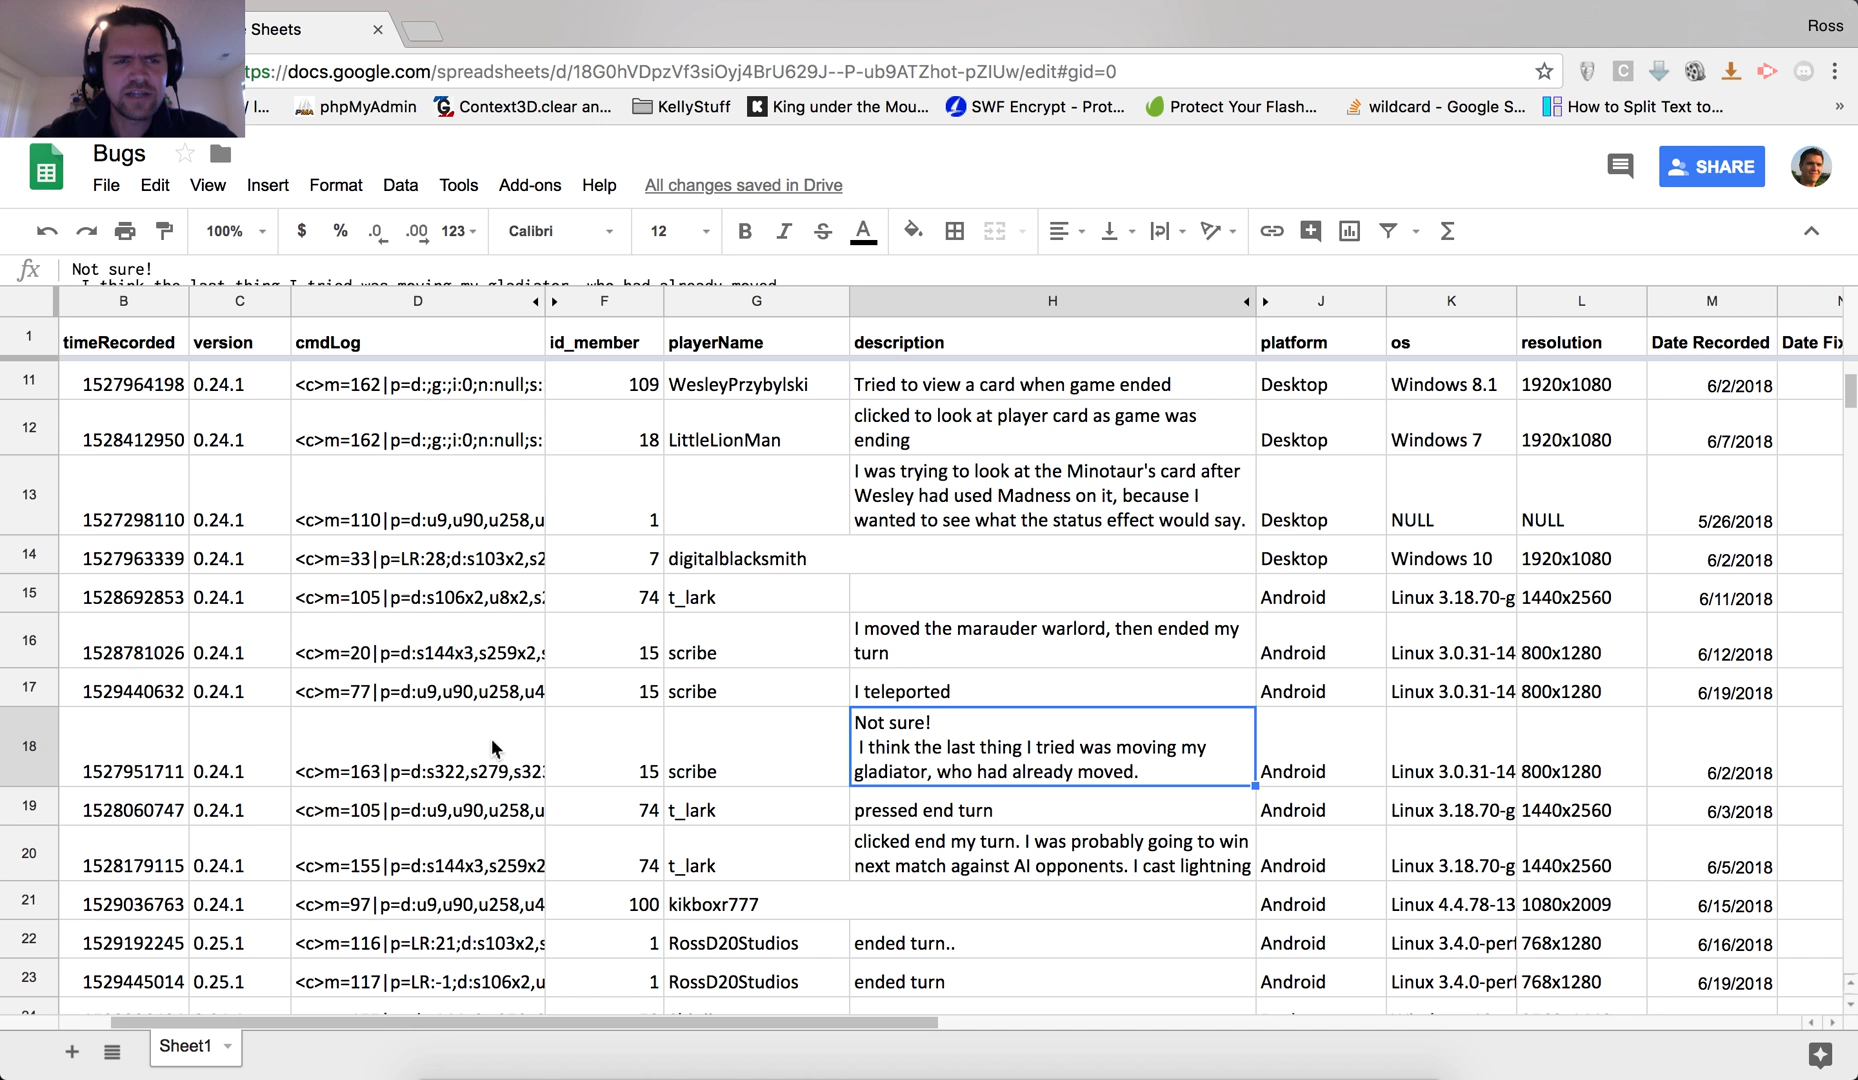 Sheets
Ross
tps://docs.google.com/spreadsheets/d/18G0hVDpzVf3siOyj4BrU629J--P-ub9ATZhot-pZIUw/edit#gid=0
phpMyAdmin Context3D.clear an... KellyStuff King under the Mou... SWF Encrypt - Prot... Protect Your Flash... wildcard - Google S... How to Split Text to... »
Bugs
File Edit View Insert Format Data Tools Add-ons Help All changes saved in Drive
SHARE
100% $ % .0 .00 123 Calibri 12 B I S A Σ
fx Not sure!
I think the last thing I tried was moving my gladiator, who had already moved.
B C D F G H J K L M N
1 timeRecorded version cmdLog id_member playerName description platform os resolution Date Recorded Date Fix
11 1527964198 0.24.1 <c>m=162|p=d:;g:;i:0;n:null;s: 109 WesleyPrzybylski Tried to view a card when game ended Desktop Windows 8.1 1920x1080 6/2/2018
clicked to look at player card as game was
12 1528412950 0.24.1 <c>m=162|p=d:;g:;i:0;n:null;s: 18 LittleLionMan ending Desktop Windows 7 1920x1080 6/7/2018
I was trying to look at the Minotaur's card after
Wesley had used Madness on it, because I
13 1527298110 0.24.1 <c>m=110|p=d:u9,u90,u258,u 1 wanted to see what the status effect would say. Desktop NULL NULL 5/26/2018
14 1527963339 0.24.1 <c>m=33|p=LR:28;d:s103x2,s2 7 digitalblacksmith Desktop Windows 10 1920x1080 6/2/2018
15 1528692853 0.24.1 <c>m=105|p=d:s106x2,u8x2,s 74 t_lark Android Linux 3.18.70-g 1440x2560 6/11/2018
I moved the marauder warlord, then ended my
16 1528781026 0.24.1 <c>m=20|p=d:s144x3,s259x2, 15 scribe turn Android Linux 3.0.31-14 800x1280 6/12/2018
17 1529440632 0.24.1 <c>m=77|p=d:u9,u90,u258,u4 15 scribe I teleported Android Linux 3.0.31-14 800x1280 6/19/2018
Not sure!
I think the last thing I tried was moving my
18 1527951711 0.24.1 <c>m=163|p=d:s322,s279,s32 15 scribe gladiator, who had already moved. Android Linux 3.0.31-14 800x1280 6/2/2018
19 1528060747 0.24.1 <c>m=105|p=d:u9,u90,u258,u 74 t_lark pressed end turn Android Linux 3.18.70-g 1440x2560 6/3/2018
clicked end my turn. I was probably going to win
20 1528179115 0.24.1 <c>m=155|p=d:s144x3,s259x2 74 t_lark next match against AI opponents. I cast lightning Android Linux 3.18.70-g 1440x2560 6/5/2018
21 1529036763 0.24.1 <c>m=97|p=d:u9,u90,u258,u4 100 kikboxr777 Android Linux 4.4.78-13 1080x2009 6/15/2018
22 1529192245 0.25.1 <c>m=116|p=LR:21;d:s103x2,s 1 RossD20Studios ended turn.. Android Linux 3.4.0-perf 768x1280 6/16/2018
23 1529445014 0.25.1 <c>m=117|p=LR:-1;d:s106x2,u 1 RossD20Studios ended turn Android Linux 3.4.0-perf 768x1280 6/19/2018
Sheet1